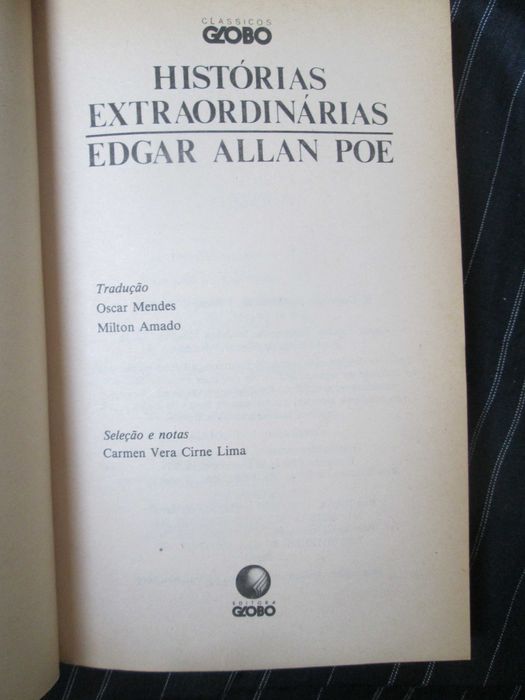 CLÁSSICOS
GLOBO
HISTÓRIAS
EXTRAORDINÁRIAS
EDGAR ALLAN POE
Tradução
Oscar Mendes
Milton Amado
Seleção e notas
Carmen Vera Cirne Lima
EDITORA
GLOBO